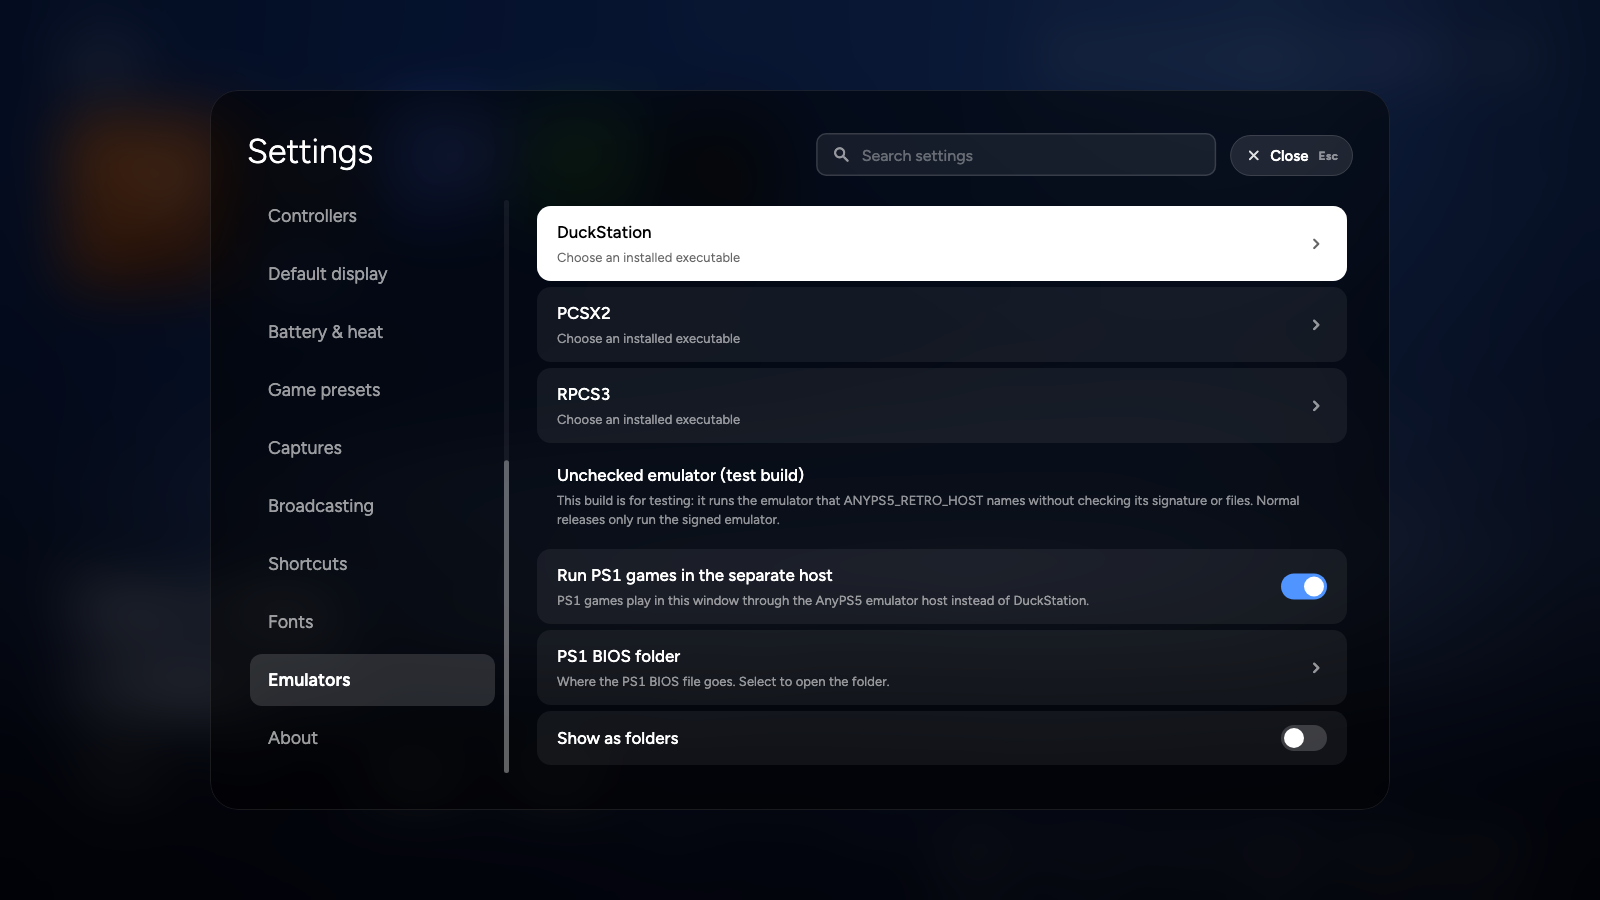 Settings
Search settings
Close Esc
Controllers
Default display
Battery & heat
Game presets
Captures
Broadcasting
Shortcuts
Fonts
Emulators
About
DuckStation
Choose an installed executable
PCSX2
Choose an installed executable
RPCS3
Choose an installed executable
Unchecked emulator (test build)
This build is for testing: it runs the emulator that ANYPS5_RETRO_HOST names without checking its signature or files. Normal
releases only run the signed emulator.
Run PS1 games in the separate host
PS1 games play in this window through the AnyPS5 emulator host instead of DuckStation.
PS1 BIOS folder
Where the PS1 BIOS file goes. Select to open the folder.
Show as folders